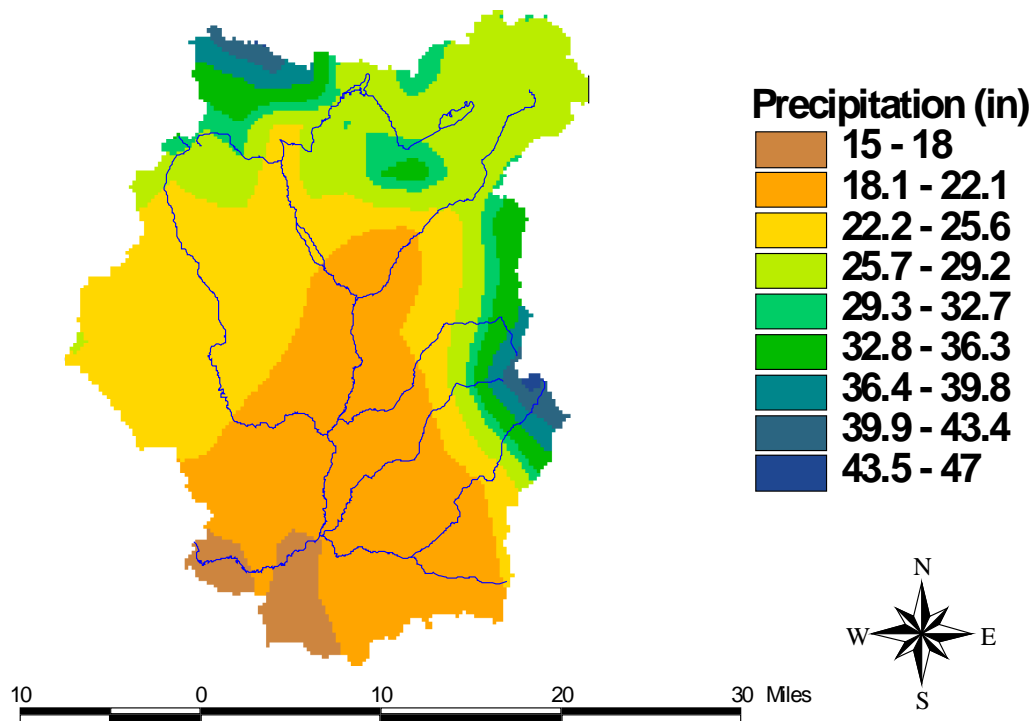 Precipitation (in)
15 - 18
18.1 - 22.1
22.2 - 25.6
25.7 - 29.2
29.3 - 32.7
32.8 - 36.3
36.4 - 39.8
39.9 - 43.4
43.5 - 47
N
W E
S
10 0 10 20 30 Miles